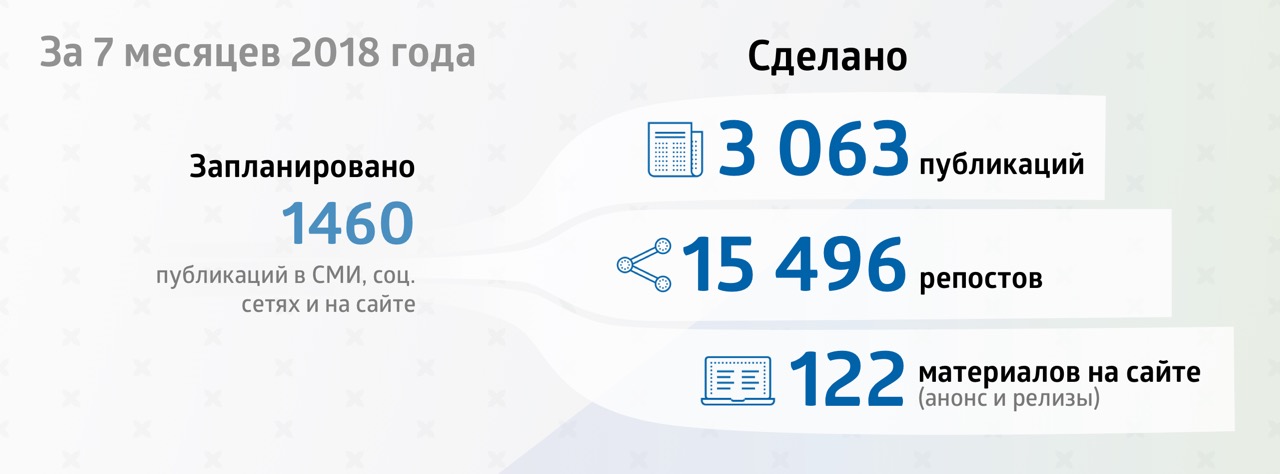 За 7 месяцев 2018 года
Запланировано
1460
публикаций в СМИ, соц.
сетях и на сайте
Сделано
3 063 публикаций
15 496 репостов
122 материалов на сайте
(анонс и релизы)